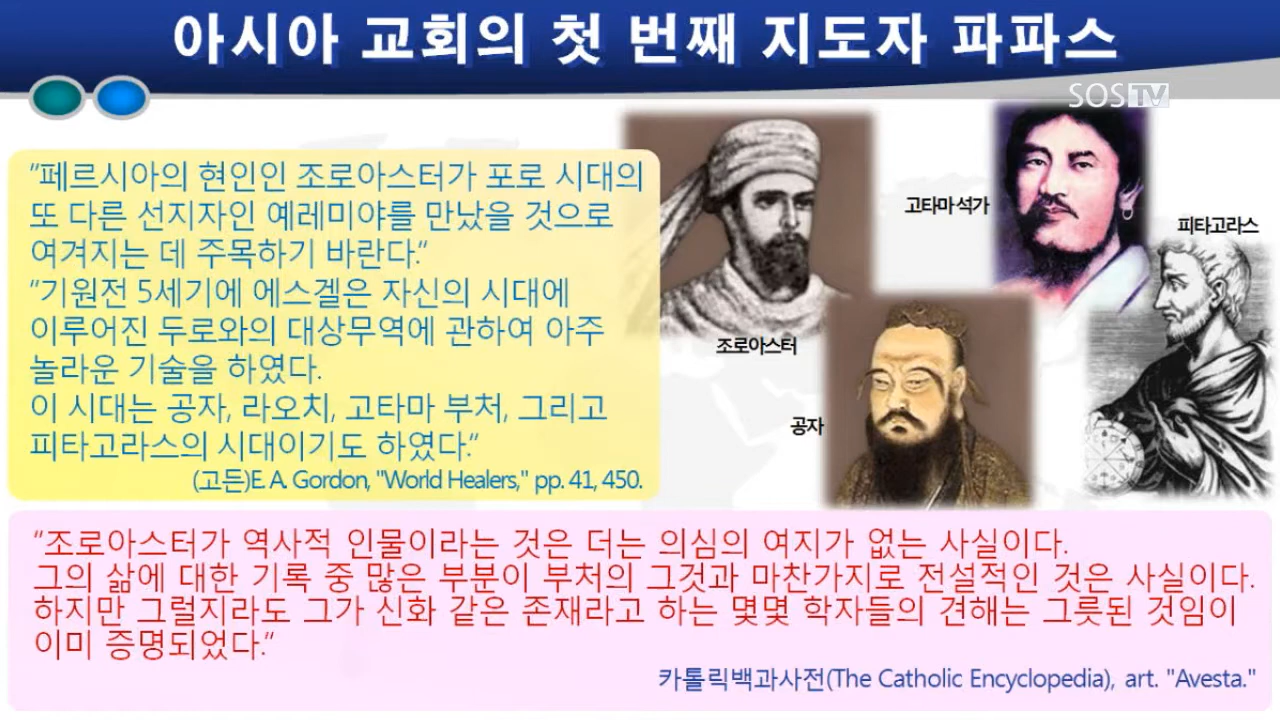 아시아 교회의 첫 번째 지도자 파파스
SOSTV
"페르시아의 현인인 조로아스터가 포로 시대의
또 다른 선지자인 예레미야를 만났을 것으로
여겨지는 데 주목하기 바란다."
"기원전 5세기에 에스겔은 자신의 시대에
이루어진 두로와의 대상무역에 관하여 아주
놀라운 기술을 하였다.
이 시대는 공자, 라오치, 고타마 부처, 그리고
피타고라스의 시대이기도 하였다."
(고든)E. A. Gordon, "World Healers," pp. 41, 450.
고타마 석가
피타고라스
조로아스터
공자
"조로아스터가 역사적 인물이라는 것은 더는 의심의 여지가 없는 사실이다.
그의 삶에 대한 기록 중 많은 부분이 부처의 그것과 마찬가지로 전설적인 것은 사실이다.
하지만 그럴지라도 그가 신화 같은 존재라고 하는 몇몇 학자들의 견해는 그릇된 것임이
이미 증명되었다."
카톨릭백과사전(The Catholic Encyclopedia), art. "Avesta."